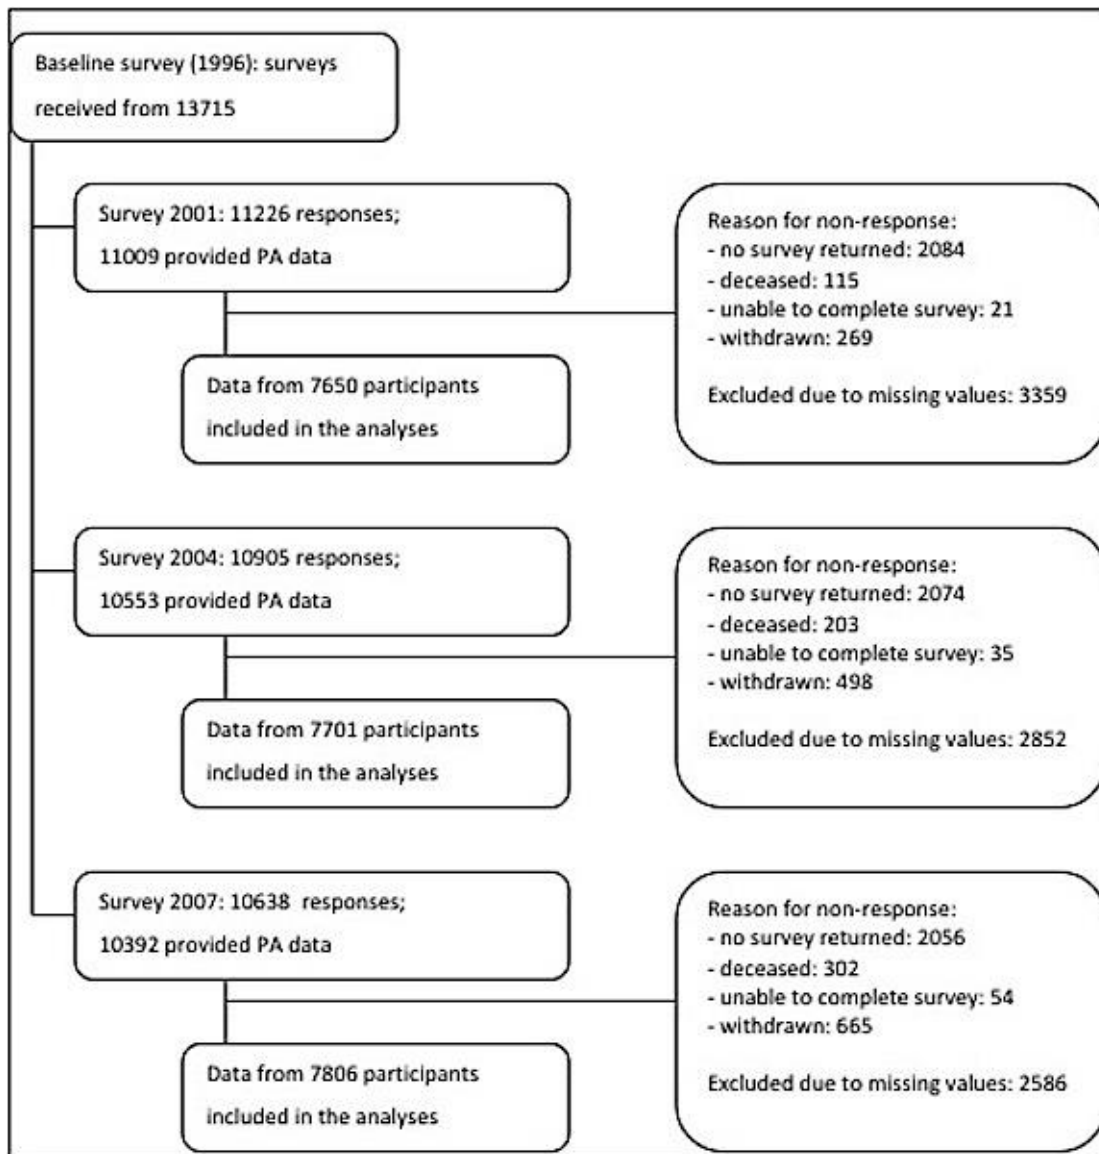 Baseline survey (1996): surveys
received from 13715
Survey 2001: 11226 responses;
11009 provided PA data
Reason for non-response:
- no survey returned: 2084
- deceased: 115
- unable to complete survey: 21
- withdrawn: 269
Excluded due to missing values: 3359
Data from 7650 participants
included in the analyses
Survey 2004: 10905 responses;
10553 provided PA data
Reason for non-response:
- no survey returned: 2074
- deceased: 203
- unable to complete survey: 35
- withdrawn: 498
Excluded due to missing values: 2852
Data from 7701 participants
included in the analyses
Survey 2007: 10638 responses;
10392 provided PA data
Reason for non-response:
- no survey returned: 2056
- deceased: 302
- unable to complete survey: 54
- withdrawn: 665
Excluded due to missing values: 2586
Data from 7806 participants
included in the analyses